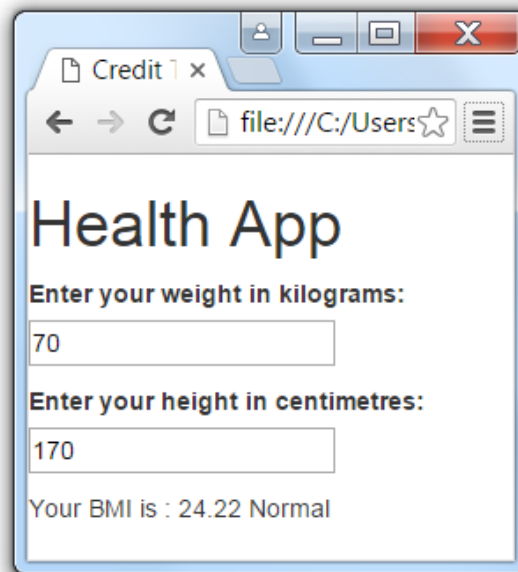 Credit T
file:///C:/Users
Health App
Enter your weight in kilograms:
70
Enter your height in centimetres:
170
Your BMI is : 24.22 Normal